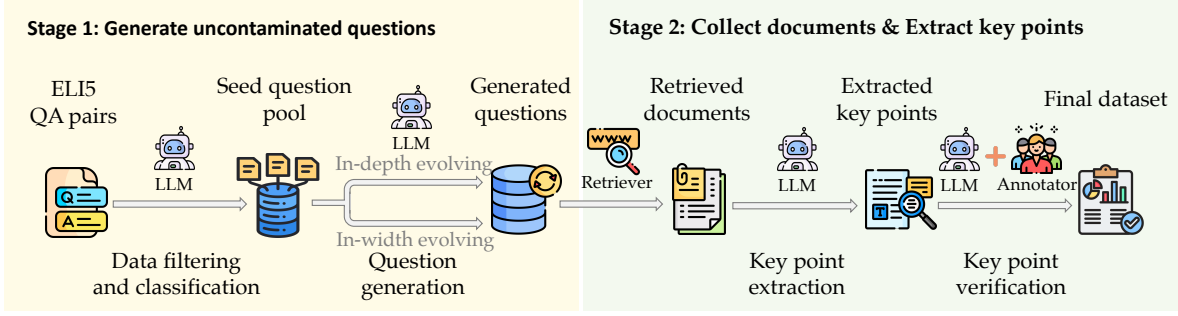 Stage 1: Generate uncontaminated questions
ELI5
QA pairs
LLM
Seed question
pool
LLM
Generated
questions
Q
A
In-depth evolving
In-width evolving
Data filtering
and classification
Question
generation
Stage 2: Collect documents & Extract key points
WWW
Retriever
Retrieved
documents
LLM
Extracted
key points
T
LLM
+
Annotator
Final dataset
Key point
extraction
Key point
verification